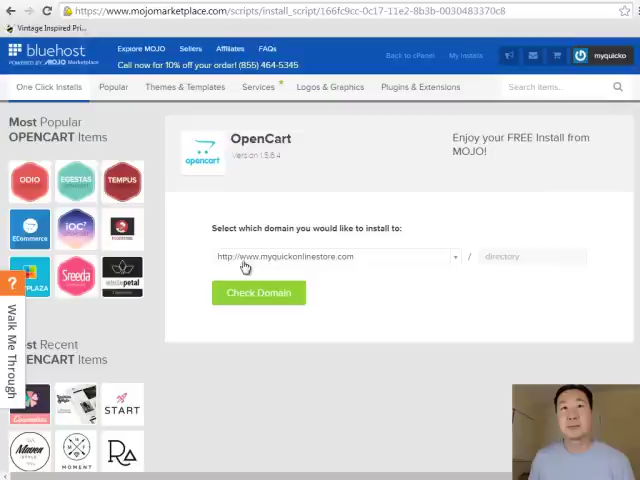 https://www.mojomarketplace.com/scripts/install_script/166fc9cc-0c17-11e2-8b3b-0030483370c8
Vintage Inspired Pri...
bluehost
POWERED BY MOJO Marketplace
Explore MOJO Sellers Affiliates FAQs
Call now for 10% off your order! (855) 464-5345
Back to cPanel My Installs
myquicko
One Click Installs Popular Themes & Templates Services Logos & Graphics Plugins & Extensions Search items...
Most Popular
OPENCART Items
ODIO EGESTAS TEMPUS
ECommerce
Sreeda
Most Recent
OPENCART Items
START
MOMENT
opencart
OpenCart
Version 1.5.6.4
Enjoy your FREE Install from
MOJO!
Select which domain you would like to install to:
http://www.myquickonlinestore.com / directory
Check Domain
?
Walk Me Through